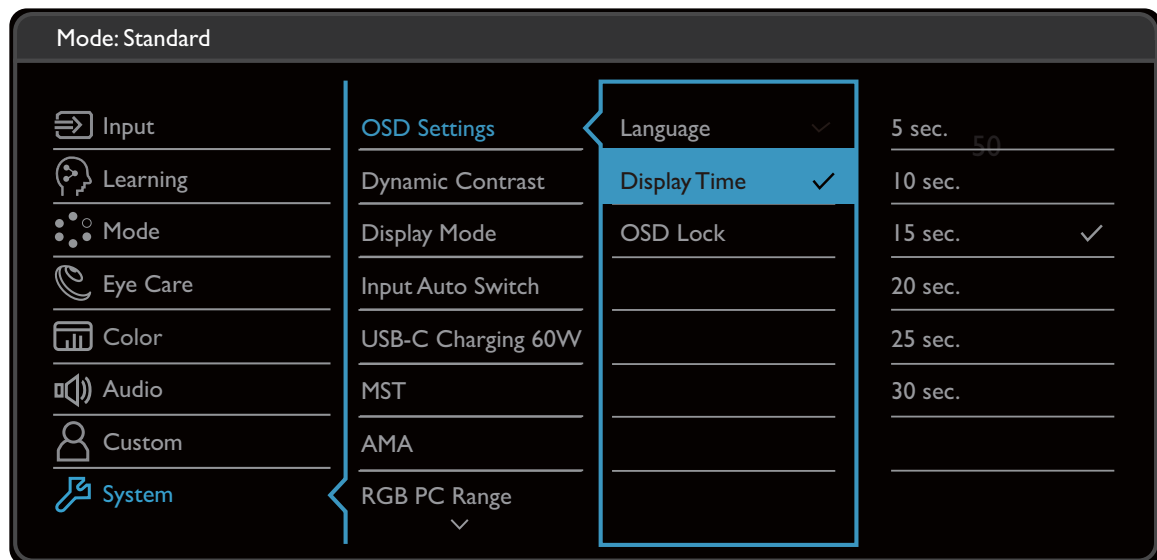 Mode: Standard
Input
Learning
Mode
Eye Care
Color
Audio
Custom
System
OSD Settings
Dynamic Contrast
Display Mode
Input Auto Switch
USB-C Charging 60W
MST
AMA
RGB PC Range
Language
Display Time
OSD Lock
5 sec.
50
10 sec.
15 sec.
20 sec.
25 sec.
30 sec.